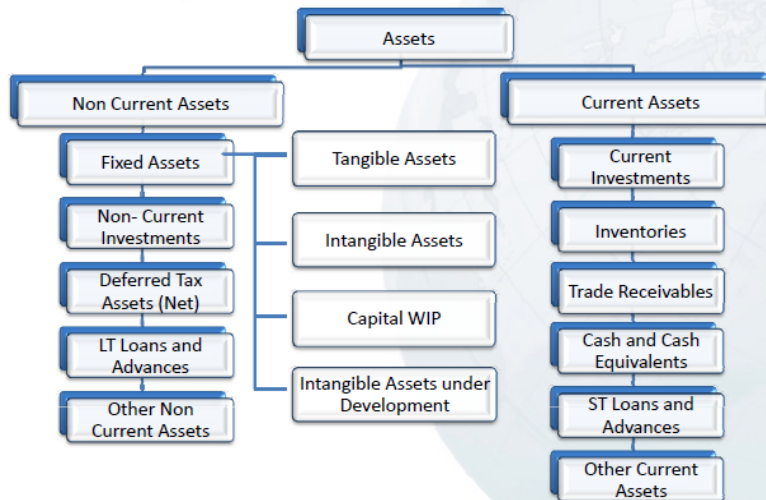 Assets
Non Current Assets
Current Assets
Fixed Assets
Tangible Assets
Current
Investments
Non- Current
Investments
Intangible Assets
Inventories
Deferred Tax
Assets (Net)
Capital WIP
Trade Receivables
LT Loans and
Advances
Cash and Cash
Equivalents
Other Non
Current Assets
Intangible Assets under
Development
ST Loans and
Advances
Other Current
Assets